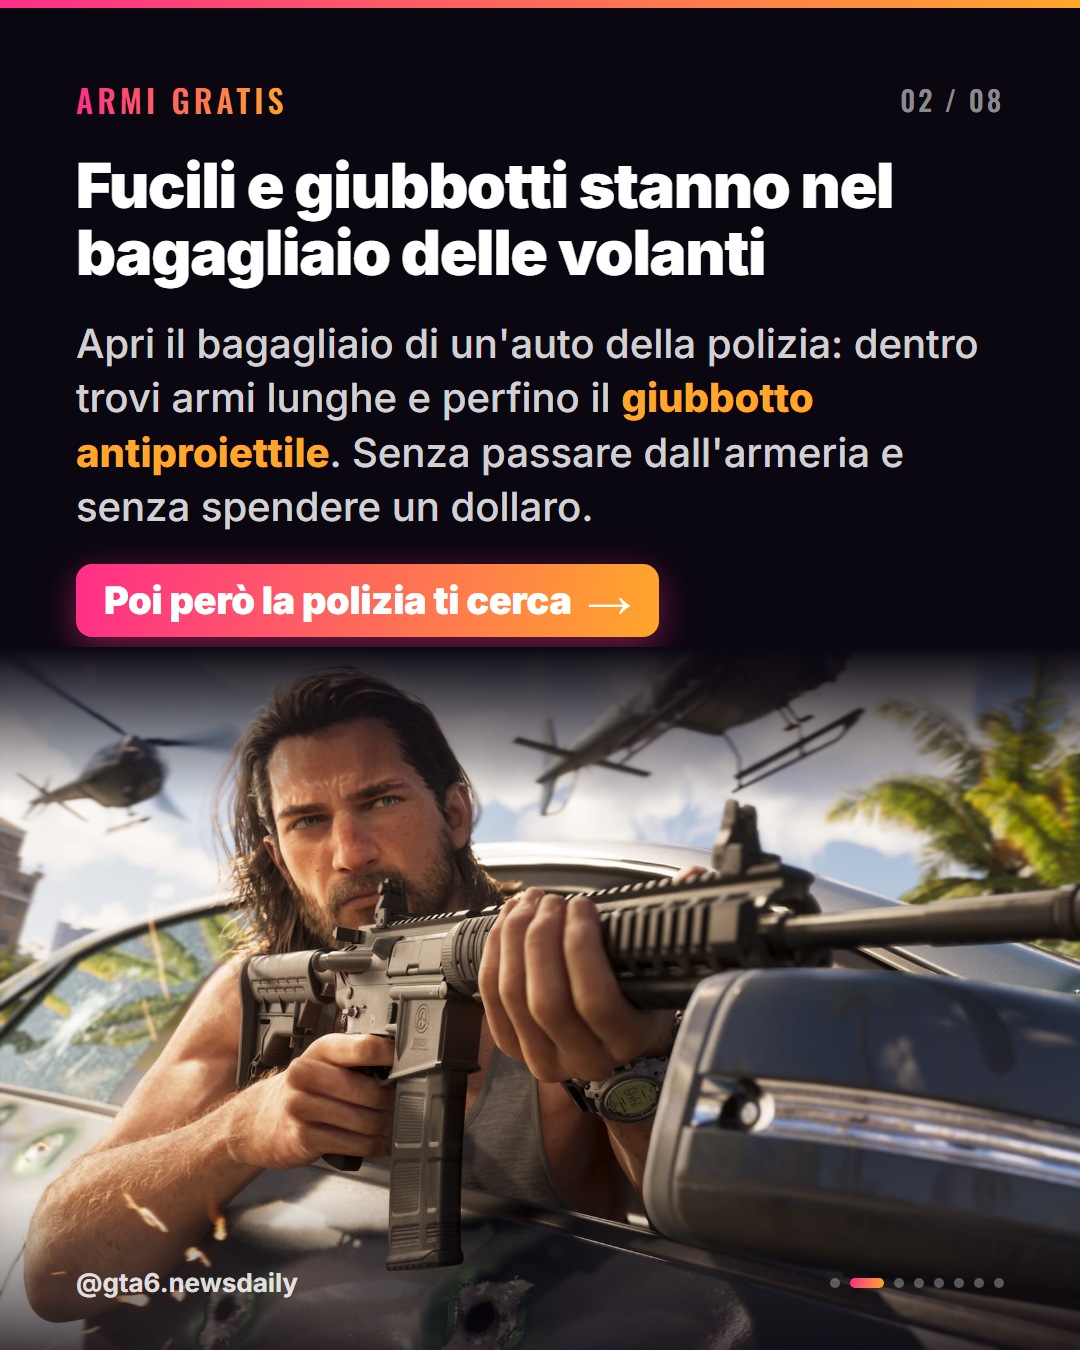 ARMI GRATIS
02 / 08
Fucili e giubbotti stanno nel
bagagliaio delle volanti
Apri il bagagliaio di un'auto della polizia: dentro
trovi armi lunghe e perfino il giubbotto
antiproiettile. Senza passare dall'armeria e
senza spendere un dollaro.
Poi però la polizia ti cerca →
@gta6.newsdaily